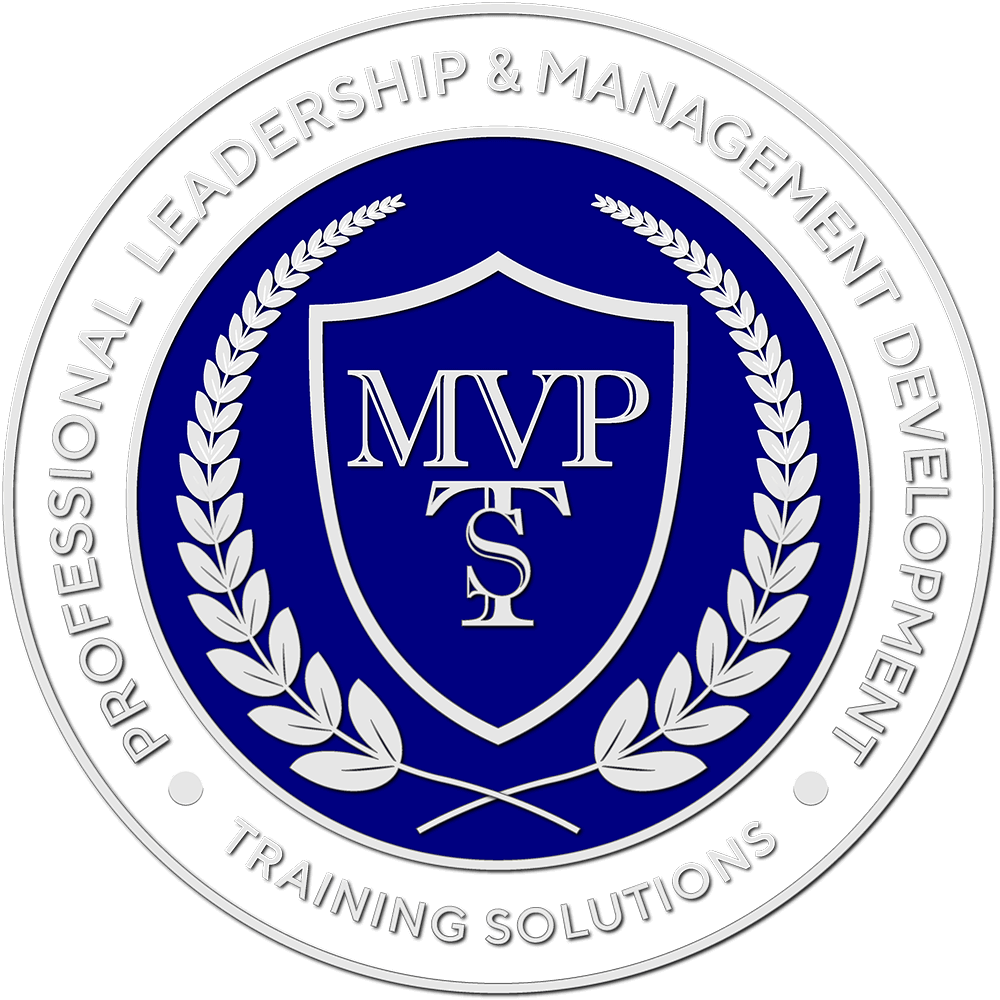 PROFESSIONAL LEADERSHIP & MANAGEMENT DEVELOPMENT
MVP
TS
TRAINING SOLUTIONS